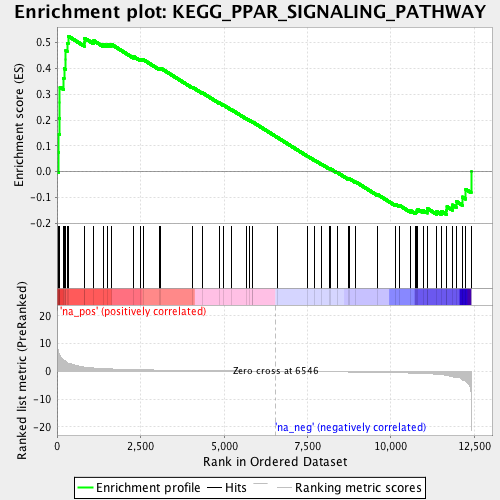 Enrichment plot: KEGG_PPAR_SIGNALING_PATHWAY
Enrichment score (ES)
0.5
0.4
0.3
0.2
0.1
0.0
-0.1
-0.2
'na_pos' (positively correlated)
Ranked list metric (PreRanked)
20
10
0
-10
-20
Zero cross at 6546
'na_neg' (negatively correlated)
0 2,500 5,000 7,500 10,000 12,500
Rank in Ordered Dataset
Enrichment profile Hits Ranking metric scores